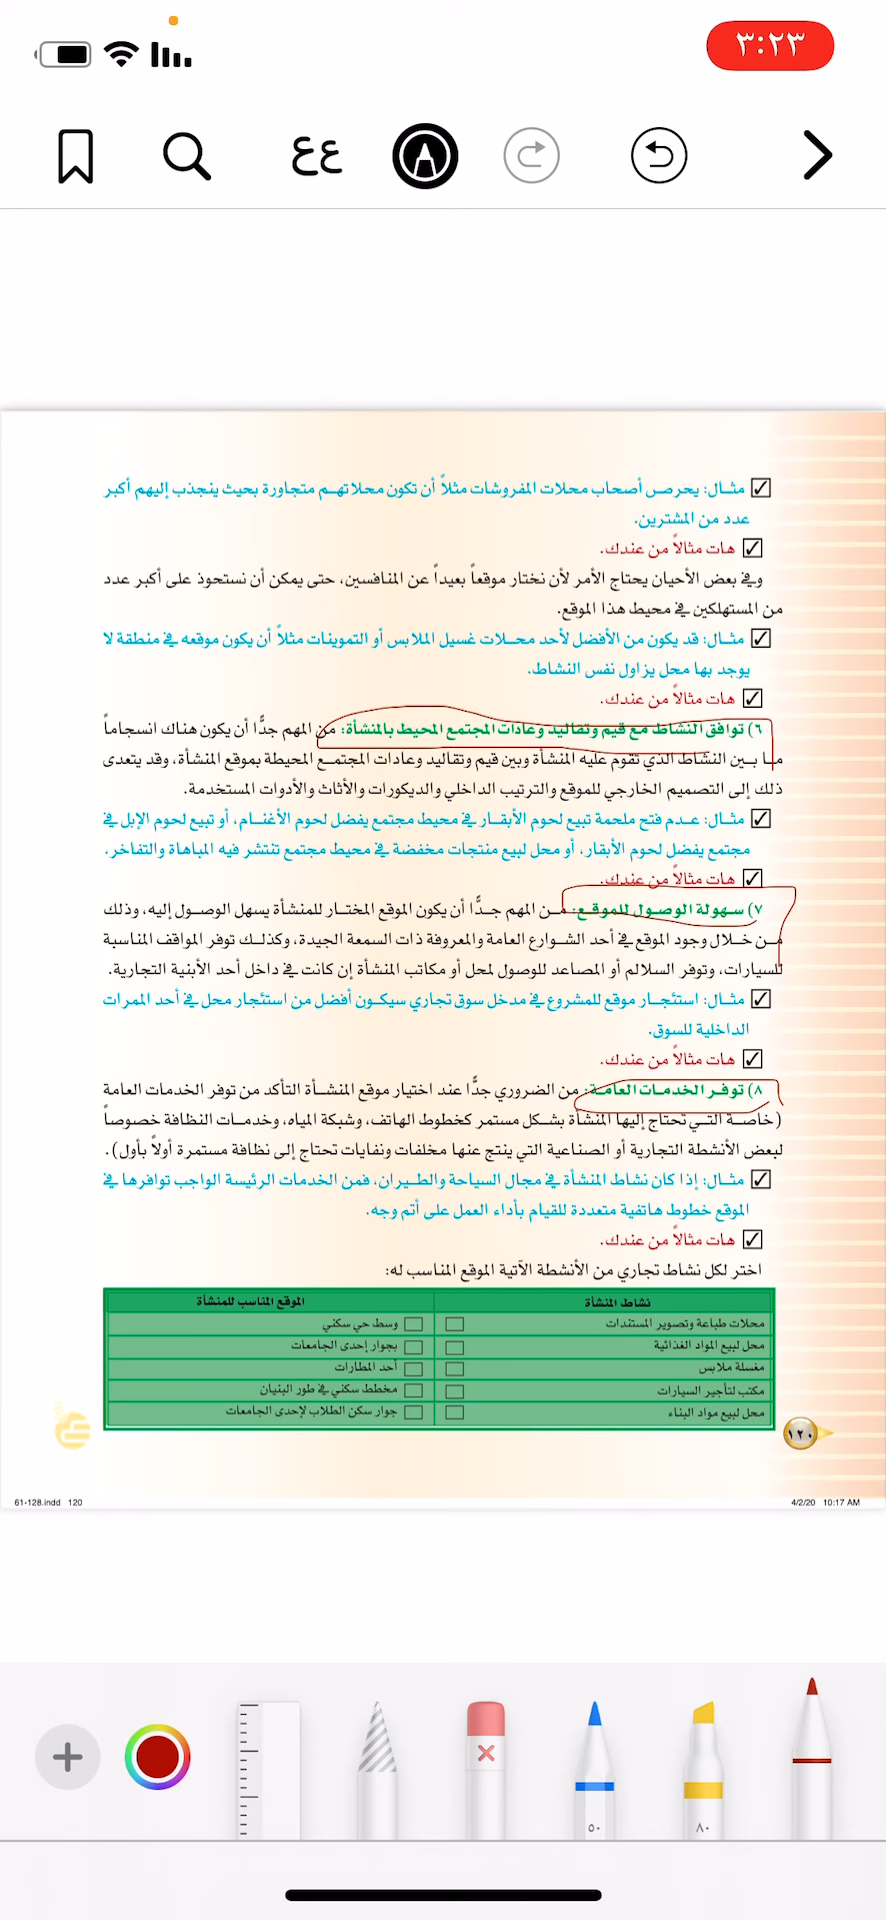 ٣:٢٣
عع
مثـال: يحرص أصحاب محلات المفروشات مثلاً أن تكون محلاتهـم متجاورة بحيث ينجذب إليهم أكبر
عدد من المشترين.
هات مثالاً من عندك.
وفي بعض الأحيان يحتاج الأمر لأن نختار موقعاً بعيداً عن المنافسين، حتى يمكن أن نستحوذ على أكبر عدد
من المستهلكين في محيط هذا الموقع.
مثـال: قد يكون من الأفضل لأحد محـلات غسيل الملابس أو التموينات مثلاً أن يكون موقعه في منطقة لا
يوجد بها محل يزاول نفس النشاط.
هات مثالاً من عندك.
٦) توافق النشاط مـع قيم وتقاليد وعادات المجتمع المحيط بالمنشأة: من المهم جدًّا أن يكون هناك انسجاماً
مـا بـين النشاط الذي تقوم عليه المنشأة وبين قيم وتقاليد وعادات المجتمـع المحيطة بموقع المنشأة، وقد يتعدى
ذلك إلى التصميم الخارجي للموقع والترتيب الداخلي والديكورات والأثاث والأدوات المستخدمة.
مثـال: عـدم فتح ملحمة تبيع لحوم الأبقـار في محيط مجتمع يفضل لحوم الأغنـام، أو تبيع لحوم الإبل في
مجتمع يفضل لحوم الأبقار، أو محل لبيع منتجات مخفضة في محيط مجتمع تنتشر فيه المباهاة والتفاخر.
هات مثالاً من عندك.
٧) سـهولة الوصـول للموقـع: مـن المهم جـدًّا أن يكون الموقع المختـار للمنشأة يسهل الوصـول إليه، وذلك
مـن خـلال وجود الموقع في أحد الشـوارع العامة والمعروفة ذات السمعة الجيدة، وكذلـك توفر المواقف المناسبة
للسيارات، وتوفر السلالم أو المصاعد للوصول لمحل أو مكاتب المنشأة إن كانت في داخل أحد الأبنية التجارية.
مثـال: استئجـار موقع للمشروع في مدخل سوق تجاري سيكـون أفضل من استئجار محل في أحد الممرات
الداخلية للسوق.
هات مثالاً من عندك.
٨) توفـر الخدمـات العامـة: من الضروري جدًّا عند اختيار موقع المنشـأة التأكد من توفر الخدمات العامة
(خاصـة التـي تحتاج إليها المنشأة بشـكل مستمر كخطوط الهاتف، وشبكة المياه، وخدمـات النظافة خصوصاً
لبعض الأنشطة التجارية أو الصناعية التي ينتج عنها مخلفات ونفايات تحتاج إلى نظافة مستمرة أولاً بأول).
مثـال: إذا كان نشاط المنشأة في مجال السياحة والطـيران، فمن الخدمات الرئيسة الواجب توافرها في
الموقع خطوط هاتفية متعددة للقيام بأداء العمل على أتم وجه.
هات مثالاً من عندك.
اختر لكل نشاط تجاري من الأنشطة الآتية الموقع المناسب له:
نشاط المنشأة الموقع المناسب للمنشأة
محلات طباعة وتصوير المستندات وسط حي سكني
محل لبيع المواد الغذائية بجوار إحدى الجامعات
مغسلة ملابس أحد المطارات
مكتب لتأجير السيارات مخطط سكني في طور البنيان
محل لبيع مواد البناء جوار سكن الطلاب لإحدى الجامعات
١٢٠
61-128.indd 120 4/2/20 10:17 AM
٥٠ ٨٠